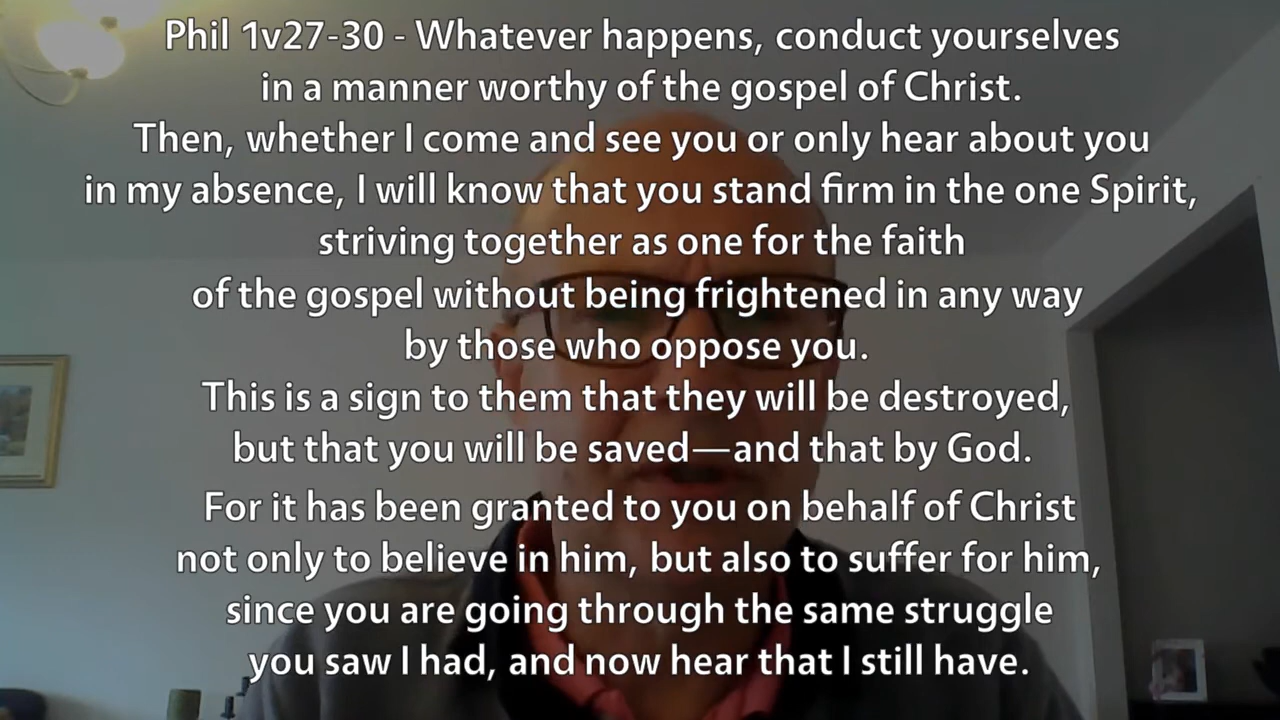 Phil 1v27-30 - Whatever happens, conduct yourselves
in a manner worthy of the gospel of Christ.
Then, whether I come and see you or only hear about you
in my absence, I will know that you stand firm in the one Spirit,
striving together as one for the faith
of the gospel without being frightened in any way
by those who oppose you.
This is a sign to them that they will be destroyed,
but that you will be saved—and that by God.
For it has been granted to you on behalf of Christ
not only to believe in him, but also to suffer for him,
since you are going through the same struggle
you saw I had, and now hear that I still have.